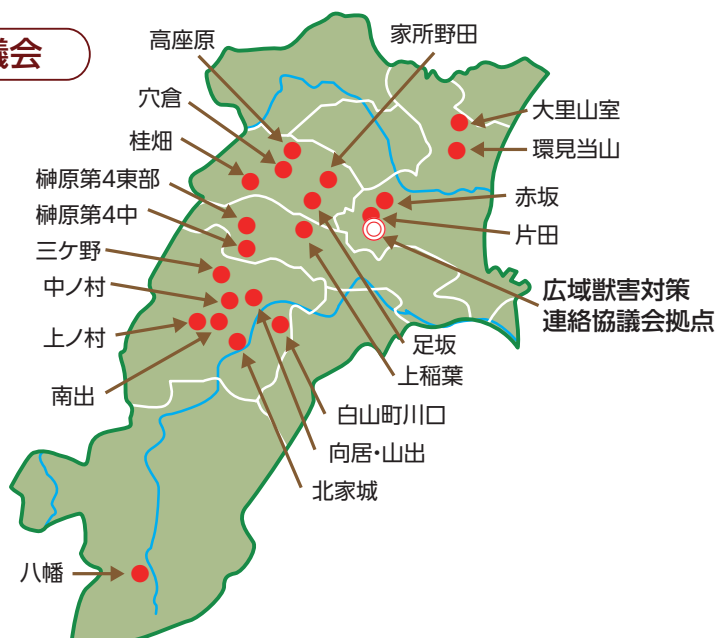 議会
高座原
家所野田
穴倉
大里山室
桂畑
環見当山
榊原第4東部
赤坂
榊原第4中
片田
三ケ野
中ノ村
広域獣害対策
連絡協議会拠点
上ノ村
足坂
上稲葉
南出
白山町川口
向居・山出
北家城
八幡